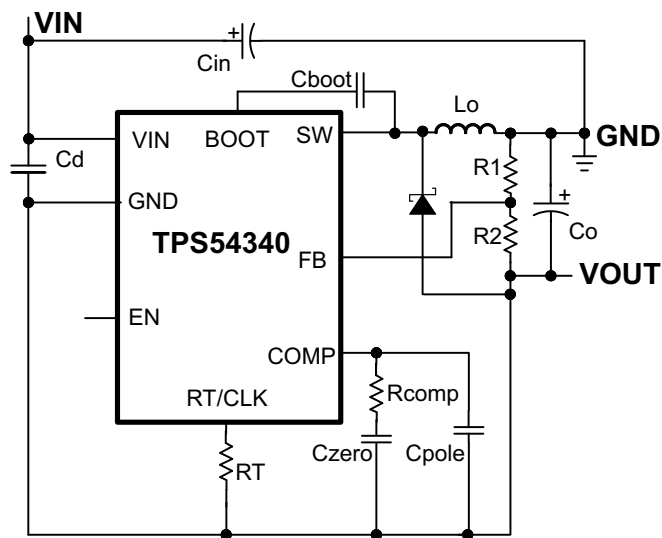 VIN
Cin
+
Cboot
Lo
VIN
BOOT
SW
GND
Cd
R1
GND
TPS54340
R2
+
Co
FB
VOUT
EN
COMP
RT/CLK
Rcomp
Czero
Cpole
RT